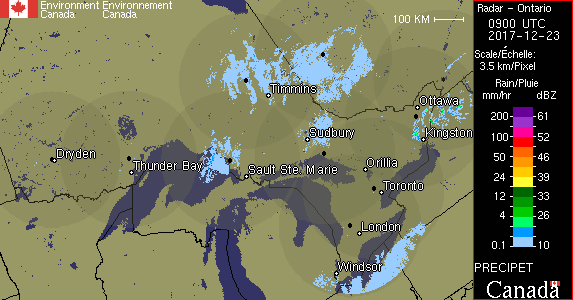 Environment Environnement
Canada Canada
100 KM
Timmins
Ottawa
Sudbury
Kingston
Dryden
Thunder Bay
Sault Ste. Marie
Orillia
Toronto
London
Windsor
Radar - Ontario
0900 UTC
2017-12-23
Scale/Échelle:
3.5 km/Pixel
Rain/Pluie
mm/hr dBZ
200 61
100 52
50 46
24 39
12 33
4 26
0.1 10
PRECIPET
Canada